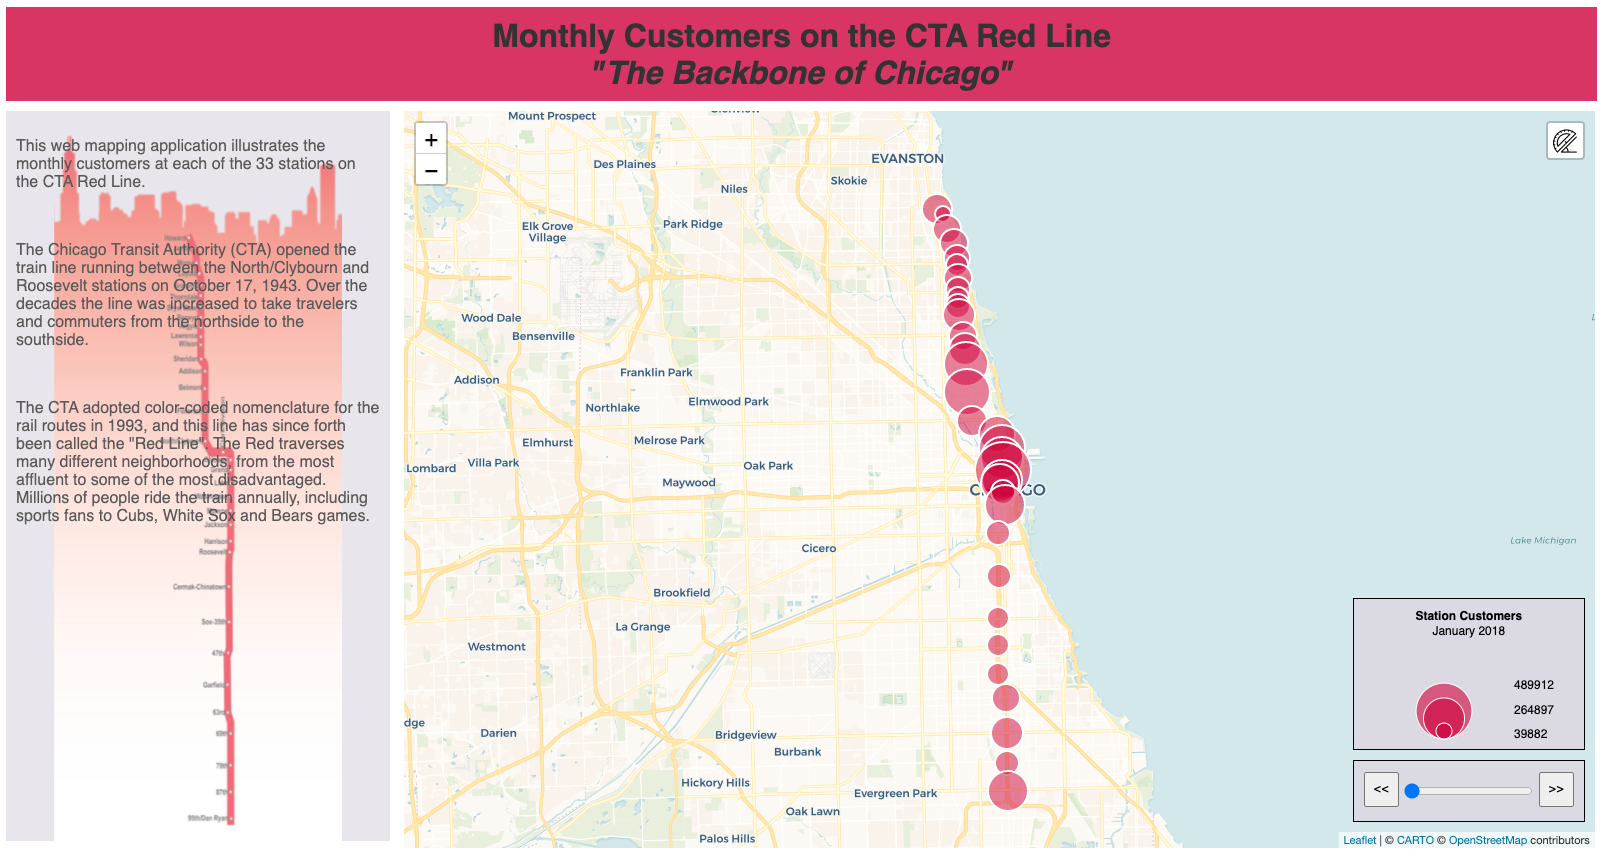 Monthly Customers on the CTA Red Line
"The Backbone of Chicago"
This web mapping application illustrates the
monthly customers at each of the 33 stations on
the CTA Red Line.
The Chicago Transit Authority (CTA) opened the
train line running between the North/Clybourn and
Roosevelt stations on October 17, 1943. Over the
decades the line was increased to take travelers
and commuters from the northside to the
southside.
The CTA adopted color-coded nomenclature for the
rail routes in 1993, and this line has since forth
been called the "Red Line". The Red traverses
many different neighborhoods, from the most
affluent to some of the most disadvantaged.
Millions of people ride the train annually, including
sports fans to Cubs, White Sox and Bears games.
Howard
Lawrence
Wilson
Sheridan
Addison
Belmont
Grand
Lake
Jackson
Harrison
Roosevelt
Cermak-Chinatown
Sox-35th
47th
Garfield
63rd
69th
79th
87th
95th/Dan Ryan
+
−
Mount Prospect
EVANSTON
Des Plaines
Skokie
Niles
Park Ridge
Elk Grove
Village
Wood Dale
Bensenville
Franklin Park
Addison
Elmwood Park
Northlake
Elmhurst
Melrose Park
Lombard
Villa Park
Oak Park
Maywood
Cicero
Lake Michigan
Brookfield
La Grange
Westmont
dge
Darien
Bridgeview
Burbank
Hickory Hills
Evergreen Park
Oak Lawn
Palos Hills
Station Customers
January 2018
489912
264897
39882
<<
>>
Leaflet | © CARTO © OpenStreetMap contributors